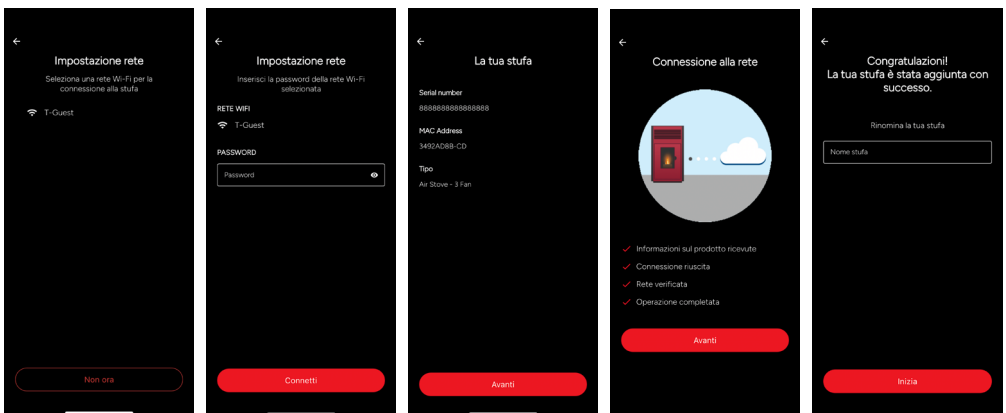 Impostazione rete
Seleziona una rete Wi-Fi per la
connessione alla stufa
T-Guest
Non ora
Impostazione rete
Inserisci la password della rete Wi-Fi
selezionata
RETE WIFI
T-Guest
PASSWORD
Password
Connetti
La tua stufa
Serial number
8888888888888888
MAC Address
3492AD8B-CD
Tipo
Air Stove - 3 Fan
Avanti
Connessione alla rete
Informazioni sul prodotto ricevute
Connessione riuscita
Rete verificata
Operazione completata
Avanti
Congratulazioni!
La tua stufa è stata aggiunta con
successo.
Rinomina la tua stufa
Nome stufa
Inizia